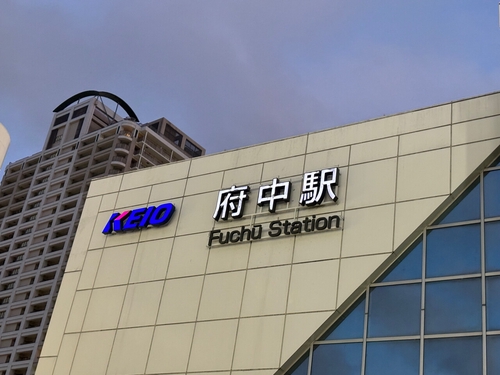 KEIO
府中駅
Fuchū Station